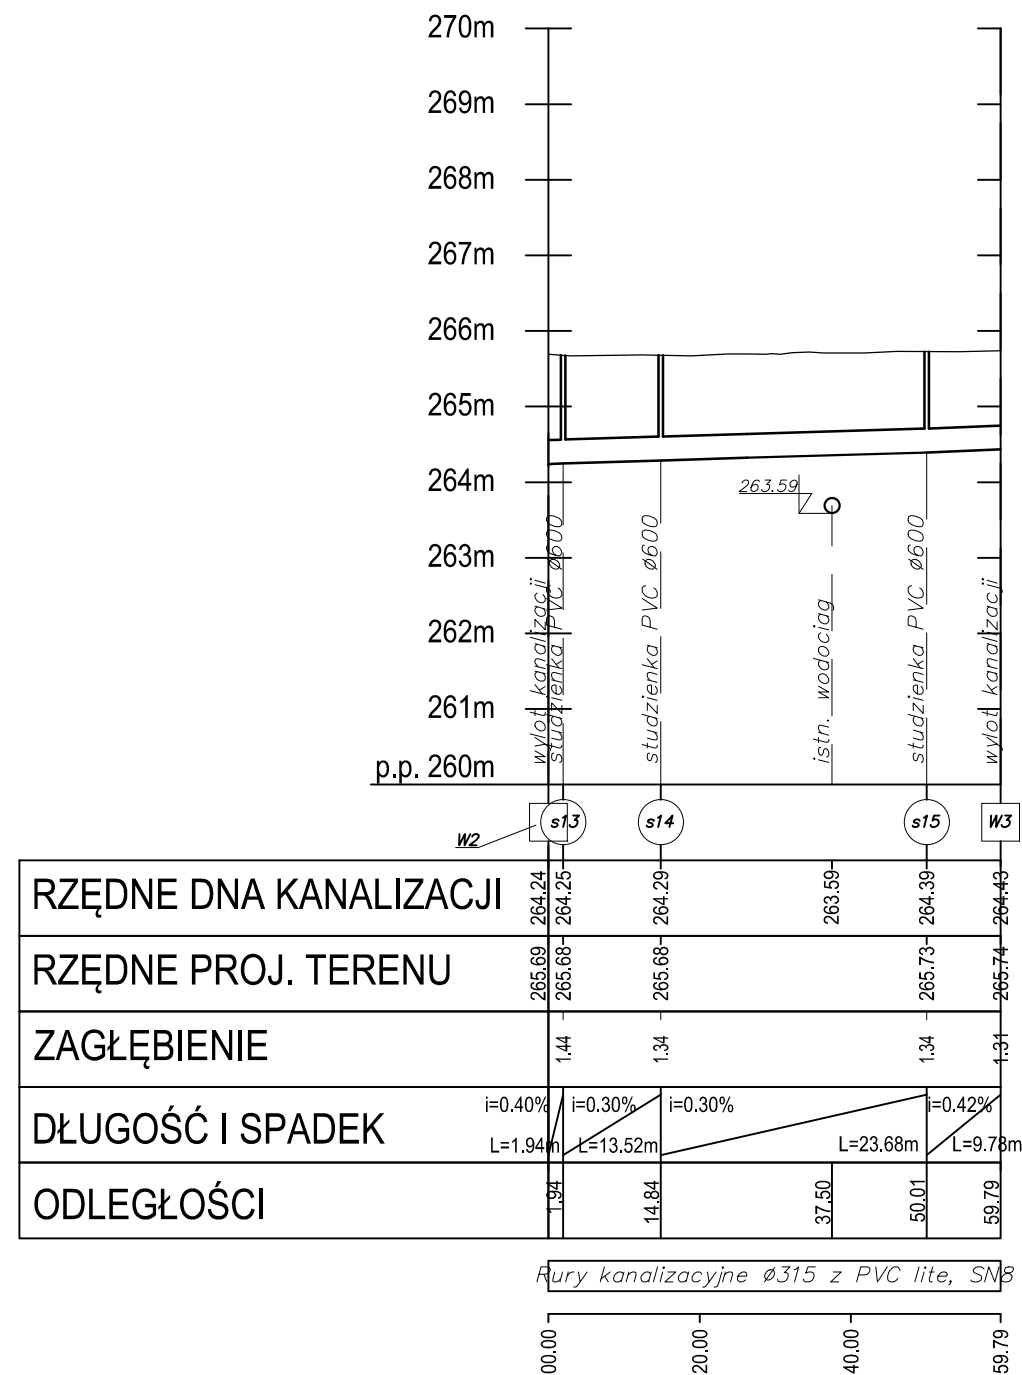 270m
269m
268m
267m
266m
265m
264m
263m
262m
261m
p.p. 260m
263.59
wylot kanalizacji
studzienka PVC ø600
studzienka PVC ø600
istn. wodociag
studzienka PVC ø600
wylot kanalizacji
W2
s13
s14
s15
W3
RZĘDNE DNA KANALIZACJI 264.24 264.25 264.29 263.59 264.39 264.43
RZĘDNE PROJ. TERENU 265.69 265.68 265.68 265.73 265.74
ZAGŁĘBIENIE 1.44 1.34 1.34 1.31
DŁUGOŚĆ I SPADEK
i=0.40% i=0.30% i=0.30% i=0.42%
L=1.94m L=13.52m L=23.68m L=9.78m
ODLEGŁOŚCI 1.94 14.84 37.50 50.01 59.79
Rury kanalizacyjne ø315 z PVC lite, SN8
00.00 20.00 40.00 59.79